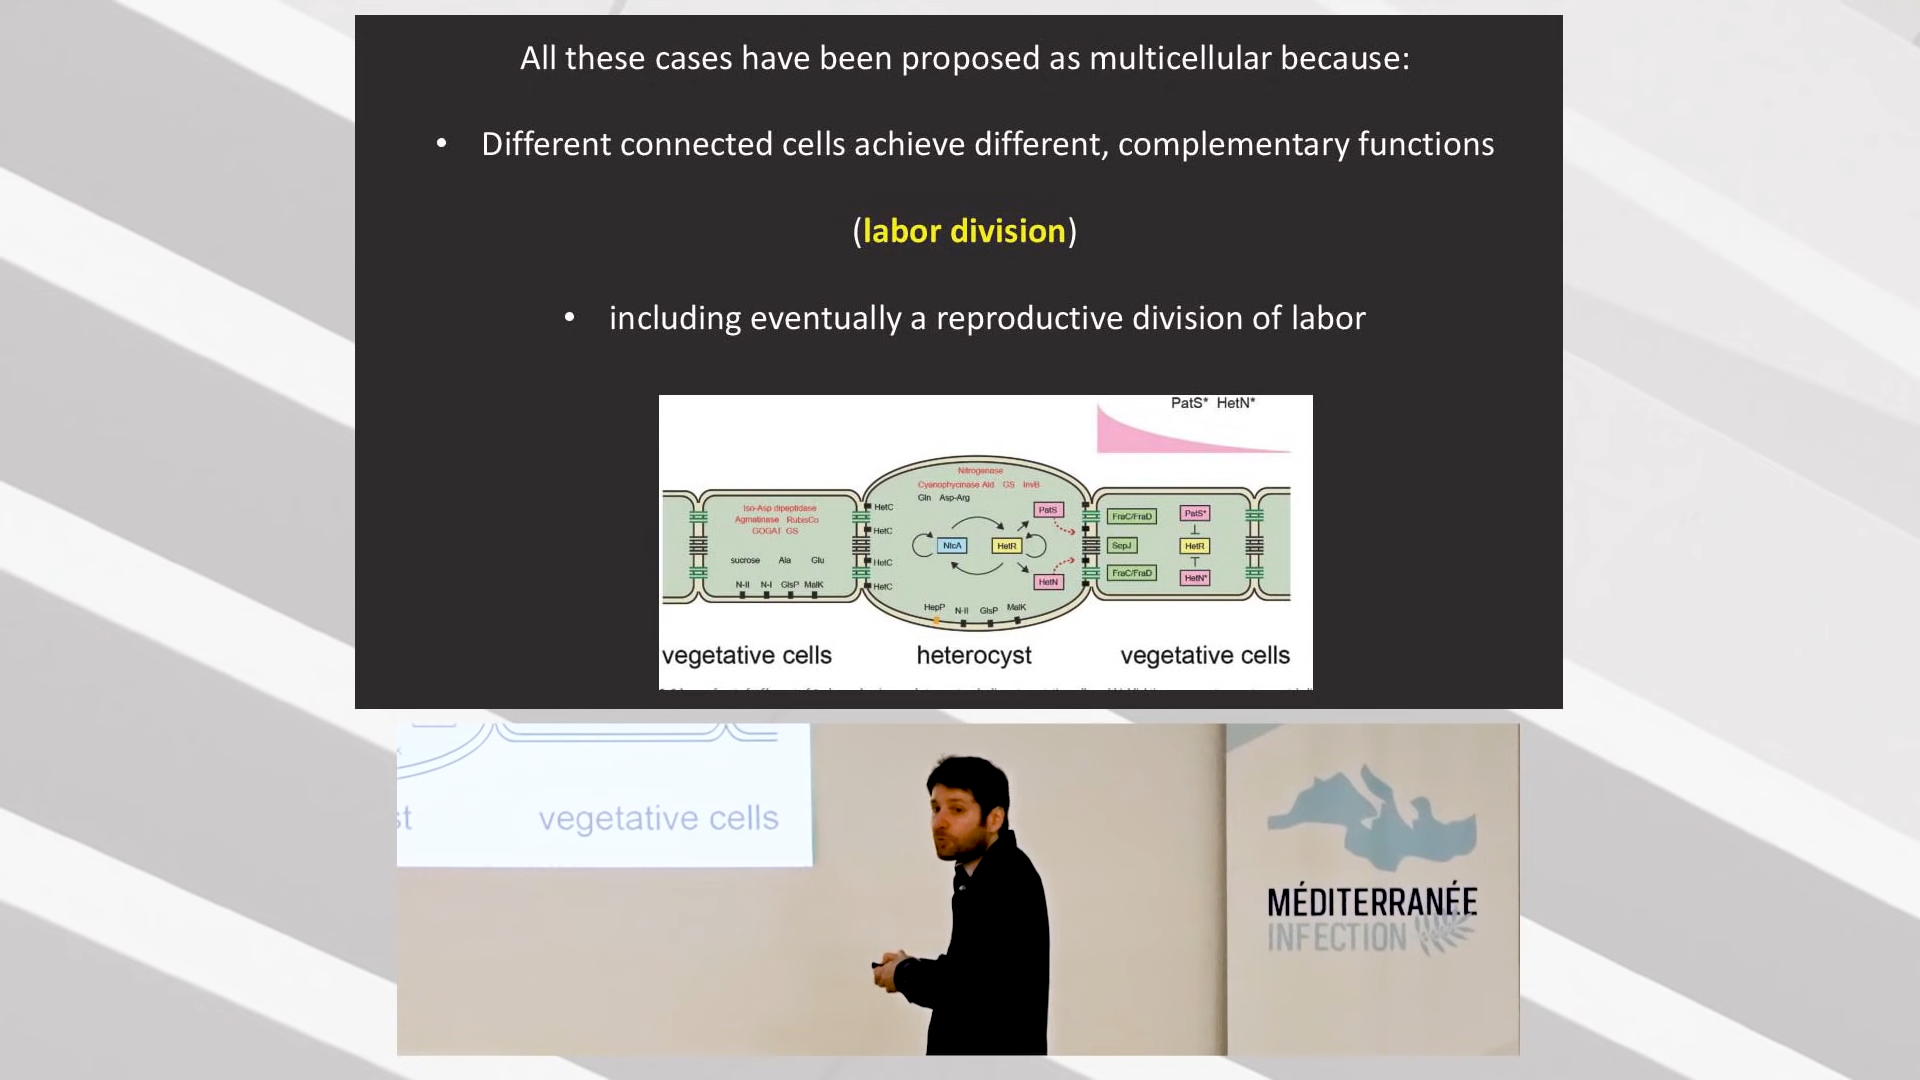 All these cases have been proposed as multicellular because:
• Different connected cells achieve different, complementary functions
(labor division)
• including eventually a reproductive division of labor
PatS* HetN*
Nitrogenase
Cyanophycinase Ald GS InvB
Gln Asp-Arg
Iso-Asp dipeptidase
Agmatinase RubisCo
GOGAT GS
sucrose Ala Glu
N-II N-I GlsP MalK
HetC
HetC
HetC
HetC
NtcA
HetR
PatS
HetN
HepP N-II GlsP MalK
FraC/FraD
SepJ
FraC/FraD
PatS*
HetR
HetN*
vegetative cells heterocyst vegetative cells
st vegetative cells
MÉDITERRANÉE
INFECTION